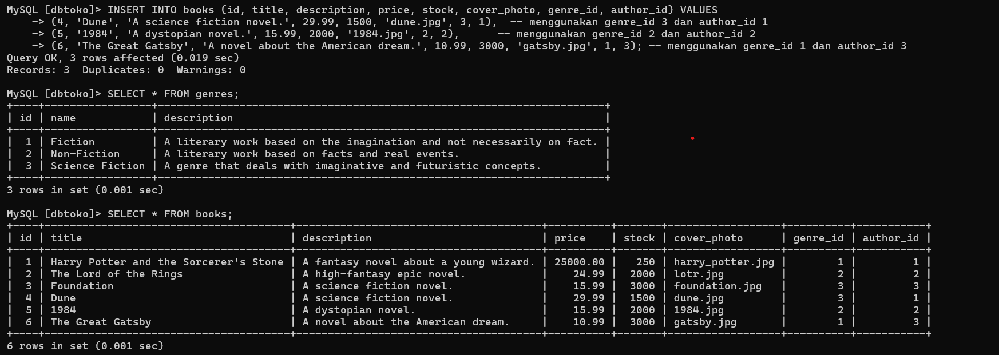 MySQL [dbtoko]> INSERT INTO books (id, title, description, price, stock, cover_photo, genre_id, author_id) VALUES
    -> (4, 'Dune', 'A science fiction novel.', 29.99, 1500, 'dune.jpg', 3, 1),  -- menggunakan genre_id 3 dan author_id 1
    -> (5, '1984', 'A dystopian novel.', 15.99, 2000, '1984.jpg', 2, 2),      -- menggunakan genre_id 2 dan author_id 2
    -> (6, 'The Great Gatsby', 'A novel about the American dream.', 10.99, 3000, 'gatsby.jpg', 1, 3); -- menggunakan genre_id 1 dan author_id 3
Query OK, 3 rows affected (0.019 sec)
Records: 3  Duplicates: 0  Warnings: 0
MySQL [dbtoko]> SELECT * FROM genres;
+----+-----------------+-----------------------------------------------------------------------+
| id | name            | description                                                           |
+----+-----------------+-----------------------------------------------------------------------+
|  1 | Fiction         | A literary work based on the imagination and not necessarily on fact. |
|  2 | Non-Fiction     | A literary work based on facts and real events.                       |
|  3 | Science Fiction | A genre that deals with imaginative and futuristic concepts.          |
+----+-----------------+-----------------------------------------------------------------------+
3 rows in set (0.001 sec)
MySQL [dbtoko]> SELECT * FROM books;
+----+---------------------------------------+---------------------------------------+----------+-------+------------------+----------+-----------+
| id | title                                 | description                           | price    | stock | cover_photo      | genre_id | author_id |
+----+---------------------------------------+---------------------------------------+----------+-------+------------------+----------+-----------+
|  1 | Harry Potter and the Sorcerer's Stone | A fantasy novel about a young wizard. | 25000.00 |   250 | harry_potter.jpg |        1 |         1 |
|  2 | The Lord of the Rings                 | A high-fantasy epic novel.            |    24.99 |  2000 | lotr.jpg         |        2 |         2 |
|  3 | Foundation                            | A science fiction novel.              |    15.99 |  3000 | foundation.jpg   |        3 |         3 |
|  4 | Dune                                  | A science fiction novel.              |    29.99 |  1500 | dune.jpg         |        3 |         1 |
|  5 | 1984                                  | A dystopian novel.                    |    15.99 |  2000 | 1984.jpg         |        2 |         2 |
|  6 | The Great Gatsby                      | A novel about the American dream.     |    10.99 |  3000 | gatsby.jpg       |        1 |         3 |
+----+---------------------------------------+---------------------------------------+----------+-------+------------------+----------+-----------+
6 rows in set (0.001 sec)